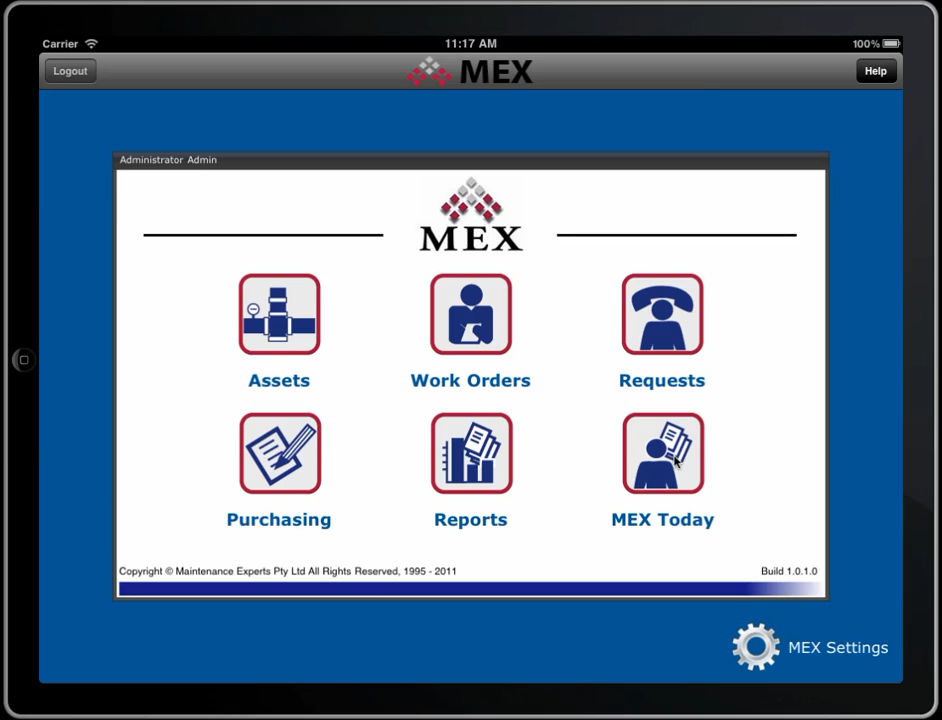 Carrier 11:17 AM 100%
Logout MEX Help
Administrator Admin
MEX
Assets Work Orders Requests
Purchasing Reports MEX Today
Copyright © Maintenance Experts Pty Ltd All Rights Reserved, 1995 - 2011 Build 1.0.1.0
MEX Settings